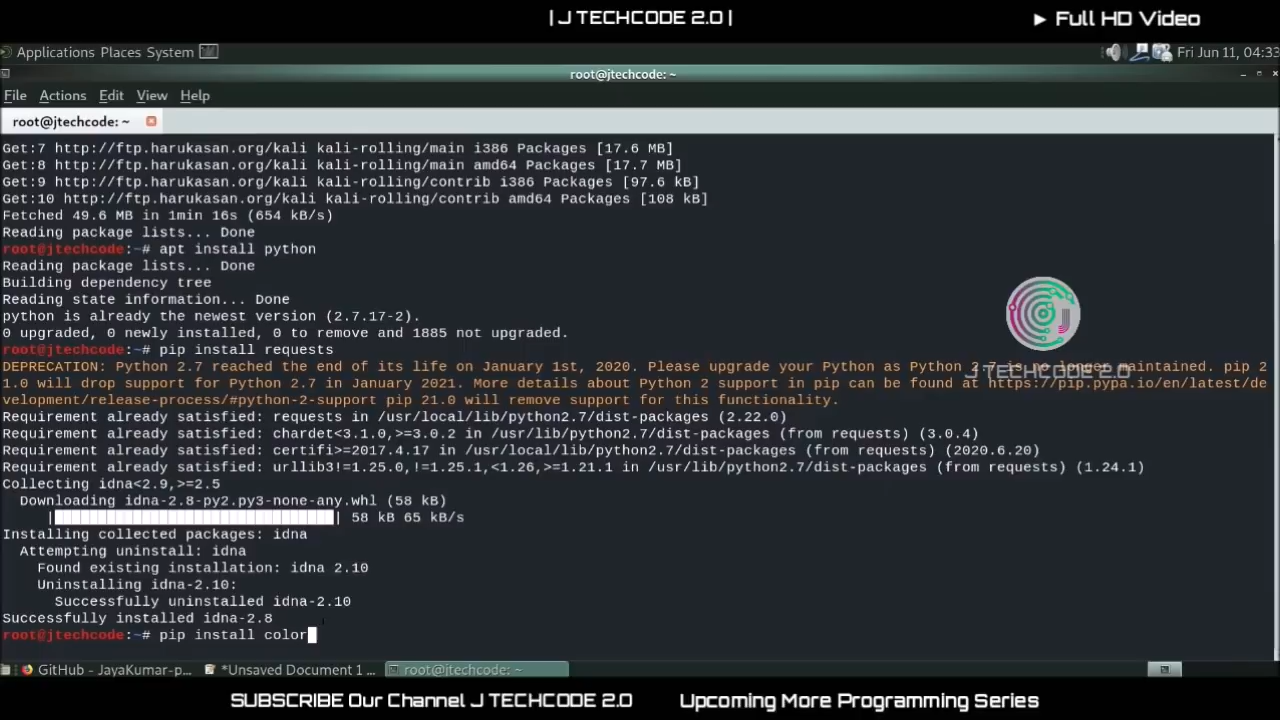 | J TECHCODE 2.0 |
► Full HD Video
Applications Places System
Fri Jun 11, 04:33
root@jtechcode: ~
File Actions Edit View Help
root@jtechcode: ~
Get:7 http://ftp.harukasan.org/kali kali-rolling/main i386 Packages [17.6 MB]
Get:8 http://ftp.harukasan.org/kali kali-rolling/main amd64 Packages [17.7 MB]
Get:9 http://ftp.harukasan.org/kali kali-rolling/contrib i386 Packages [97.6 kB]
Get:10 http://ftp.harukasan.org/kali kali-rolling/contrib amd64 Packages [108 kB]
Fetched 49.6 MB in 1min 16s (654 kB/s)
Reading package lists... Done
root@jtechcode:~# apt install python
Reading package lists... Done
Building dependency tree
Reading state information... Done
python is already the newest version (2.7.17-2).
0 upgraded, 0 newly installed, 0 to remove and 1885 not upgraded.
root@jtechcode:~# pip install requests
DEPRECATION: Python 2.7 reached the end of its life on January 1st, 2020. Please upgrade your Python as Python 2.7 is no longer maintained. pip 2
1.0 will drop support for Python 2.7 in January 2021. More details about Python 2 support in pip can be found at https://pip.pypa.io/en/latest/de
velopment/release-process/#python-2-support pip 21.0 will remove support for this functionality.
J TECHCODE 2.0
Requirement already satisfied: requests in /usr/local/lib/python2.7/dist-packages (2.22.0)
Requirement already satisfied: chardet<3.1.0,>=3.0.2 in /usr/lib/python2.7/dist-packages (from requests) (3.0.4)
Requirement already satisfied: certifi>=2017.4.17 in /usr/local/lib/python2.7/dist-packages (from requests) (2020.6.20)
Requirement already satisfied: urllib3!=1.25.0,!=1.25.1,<1.26,>=1.21.1 in /usr/lib/python2.7/dist-packages (from requests) (1.24.1)
Collecting idna<2.9,>=2.5
Downloading idna-2.8-py2.py3-none-any.whl (58 kB)
| | 58 kB 65 kB/s
Installing collected packages: idna
Attempting uninstall: idna
Found existing installation: idna 2.10
Uninstalling idna-2.10:
Successfully uninstalled idna-2.10
Successfully installed idna-2.8
root@jtechcode:~# pip install color
GitHub - JayaKumar-p...
*Unsaved Document 1 ...
root@jtechcode: ~
SUBSCRIBE Our Channel J TECHCODE 2.0
Upcoming More Programming Series